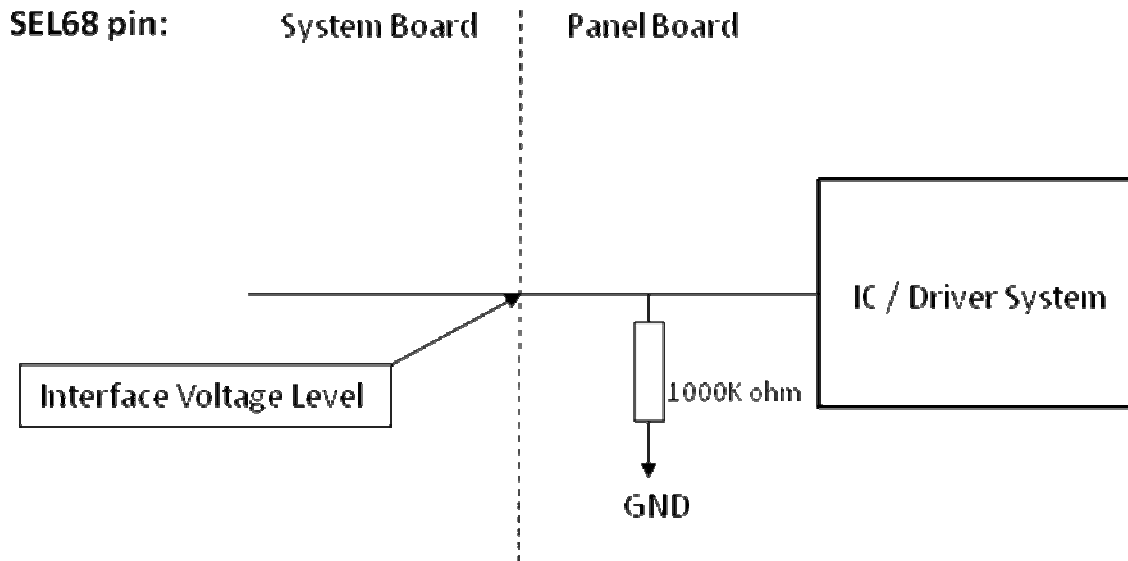 SEL68 pin:
System Board
Panel Board
IC / Driver System
Interface Voltage Level
1000K ohm
GND